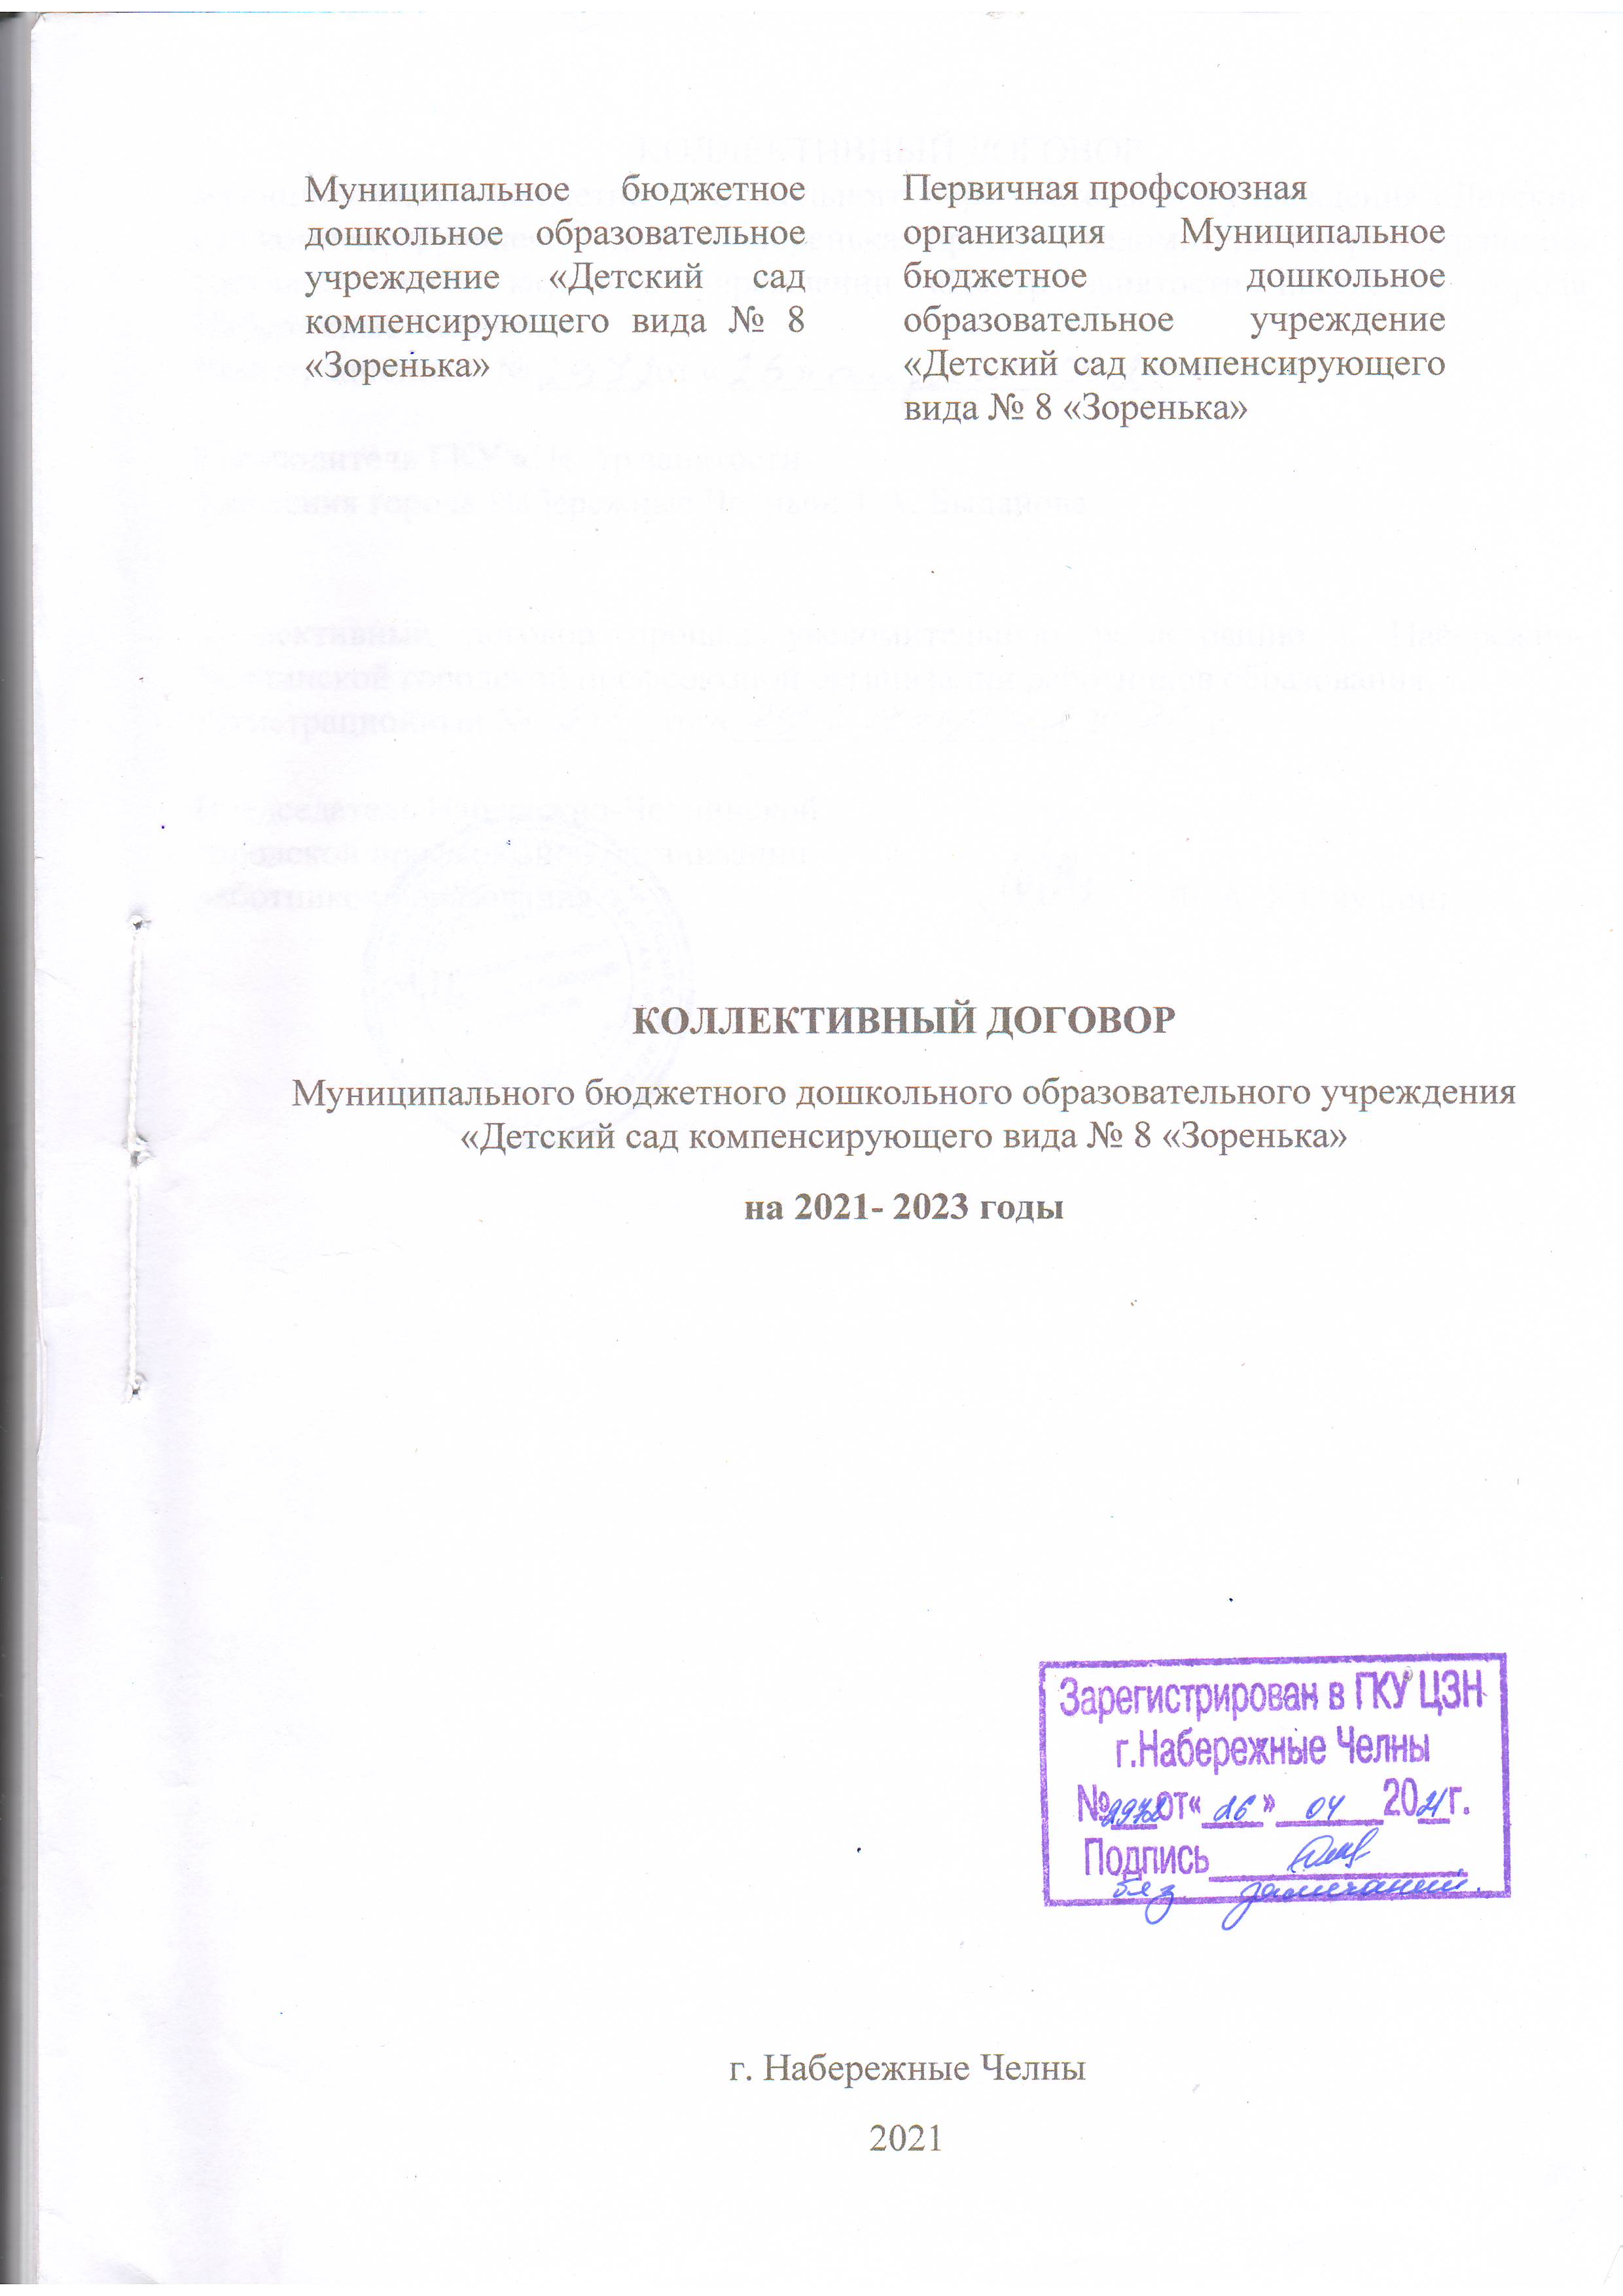 Муниципальное бюджетное
дошкольное образовательное
учреждение «Детский сад
компенсирующего вида № 8
«Зоренька»
Первичная профсоюзная
организация Муниципальное
бюджетное дошкольное
образовательное учреждение
«Детский сад компенсирующего
вида № 8 «Зоренька»
КОЛЛЕКТИВНЫЙ ДОГОВОР
Муниципального бюджетного дошкольного образовательного учреждения
«Детский сад компенсирующего вида № 8 «Зоренька»
на 2021- 2023 годы
Зарегистрирован в ГКУ ЦЗН
г.Набережные Челны
№ от« 26 » 04 2021г.
Подпись
без замечаний.
г. Набережные Челны
2021